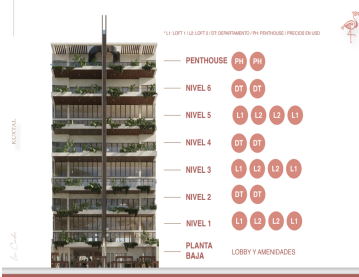 * L1: LOFT 1 / L2: LOFT 2 / DT: DEPARTAMENTO / PH: PENTHOUSE / PRECIOS EN USD
PENTHOUSE PH PH
NIVEL 6 DT DT
NIVEL 5 L1 L2 L2 L1
NIVEL 4 DT DT
NIVEL 3 L1 L2 L2 L1
NIVEL 2 DT DT
NIVEL 1 L1 L2 L2 L1
PLANTA
BAJA LOBBY Y AMENIDADES